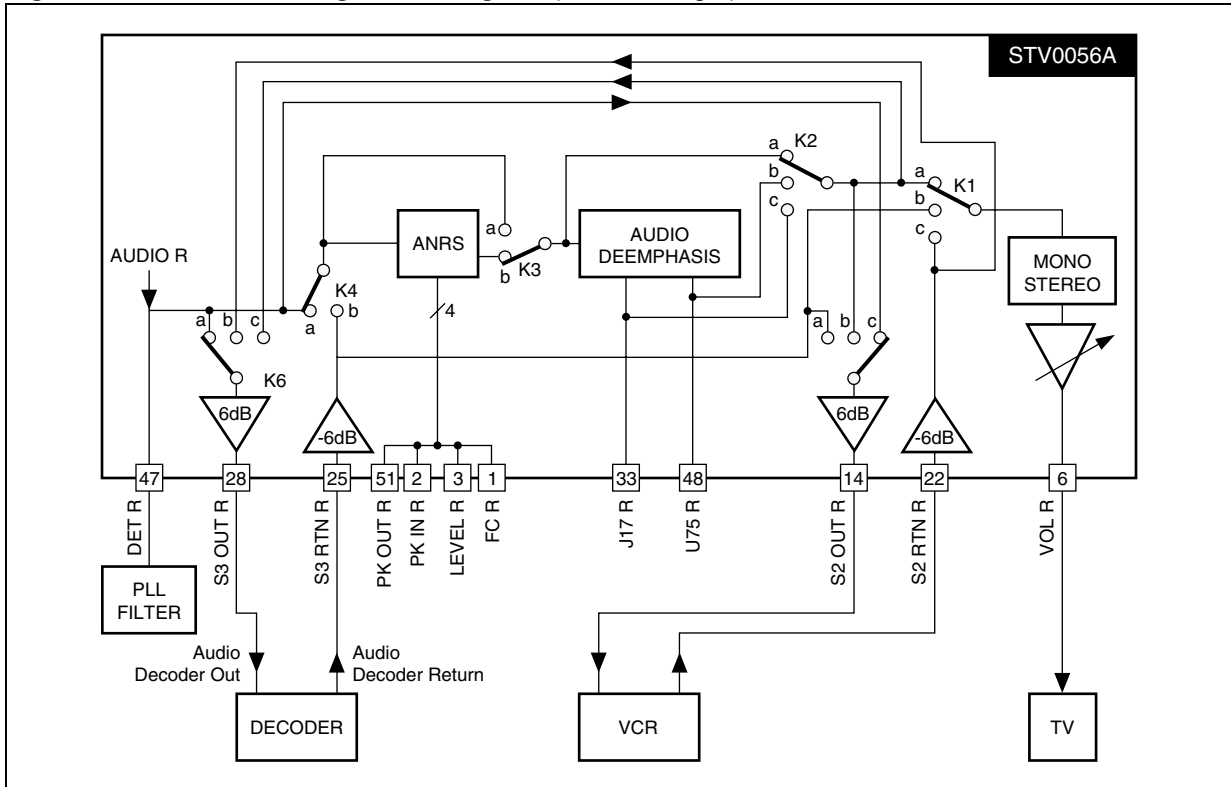 STV0056A
a
K2
b
c
a
K1
b
c
a
K3
b
ANRS
AUDIO
DEEMPHASIS
MONO
STEREO
AUDIO R
K4
a
b
4
a
b
c
K6
a
b
c
6dB
-6dB
6dB
-6dB
47
28
25
51
2
3
1
33
48
14
22
6
DET R
S3 OUT R
S3 RTN R
PK OUT R
PK IN R
LEVEL R
FC R
J17 R
U75 R
S2 OUT R
S2 RTN R
VOL R
PLL
FILTER
Audio
Decoder Out
Audio
Decoder Return
DECODER
VCR
TV